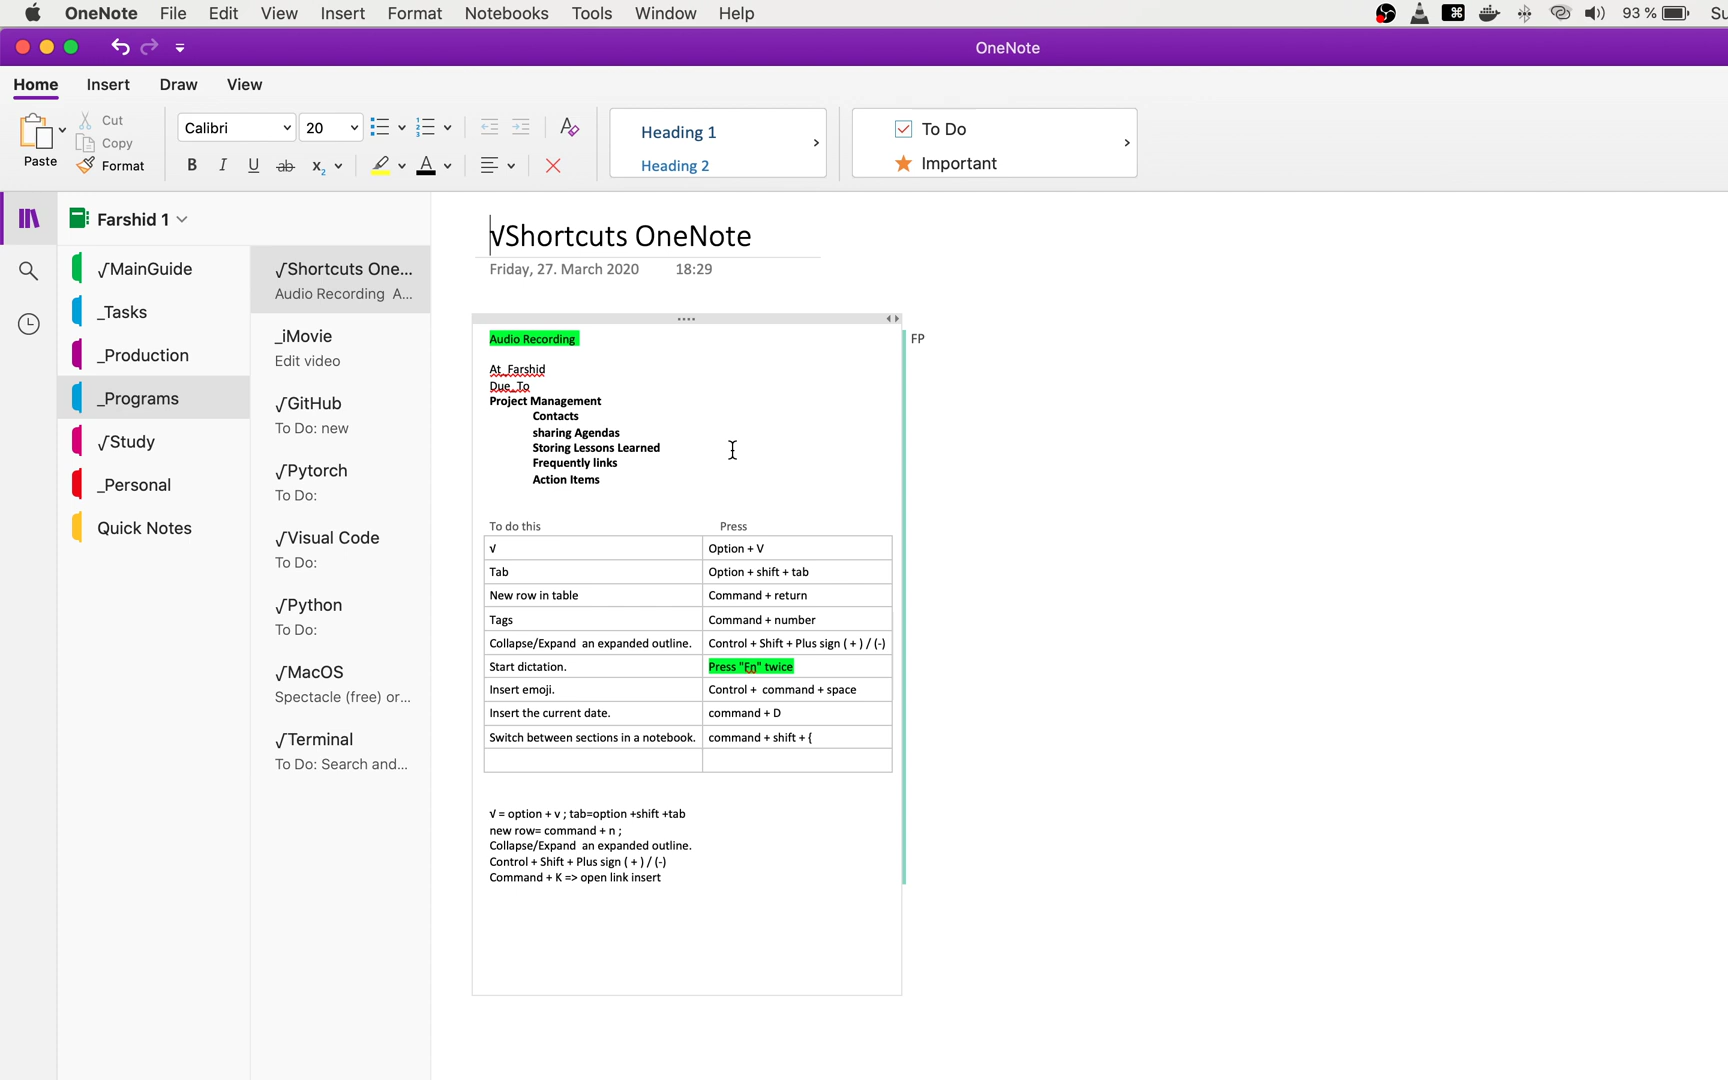 OneNote File Edit View Insert Format Notebooks Tools Window Help 93 % Su
OneNote
Home Insert Draw View
Paste
Cut
Copy
Format
Calibri 20
B I U ab x₂ A
Heading 1
Heading 2
To Do
Important
Farshid 1
√MainGuide
_Tasks
_Production
_Programs
√Study
_Personal
Quick Notes
√Shortcuts One...
Audio Recording A...
_iMovie
Edit video
√GitHub
To Do: new
√Pytorch
To Do:
√Visual Code
To Do:
√Python
To Do:
√MacOS
Spectacle (free) or...
√Terminal
To Do: Search and...
√Shortcuts OneNote
Friday, 27. March 2020 18:29
Audio Recording
FP
At_Farshid
Due_To
Project Management
Contacts
sharing Agendas
Storing Lessons Learned
Frequently links
Action Items
To do this Press
√ Option + V
Tab Option + shift + tab
New row in table Command + return
Tags Command + number
Collapse/Expand an expanded outline. Control + Shift + Plus sign ( + ) / (-)
Start dictation. Press "Fn" twice
Insert emoji. Control + command + space
Insert the current date. command + D
Switch between sections in a notebook. command + shift + {
√ = option + v ; tab=option +shift +tab
new row= command + n ;
Collapse/Expand an expanded outline.
Control + Shift + Plus sign ( + ) / (-)
Command + K => open link insert